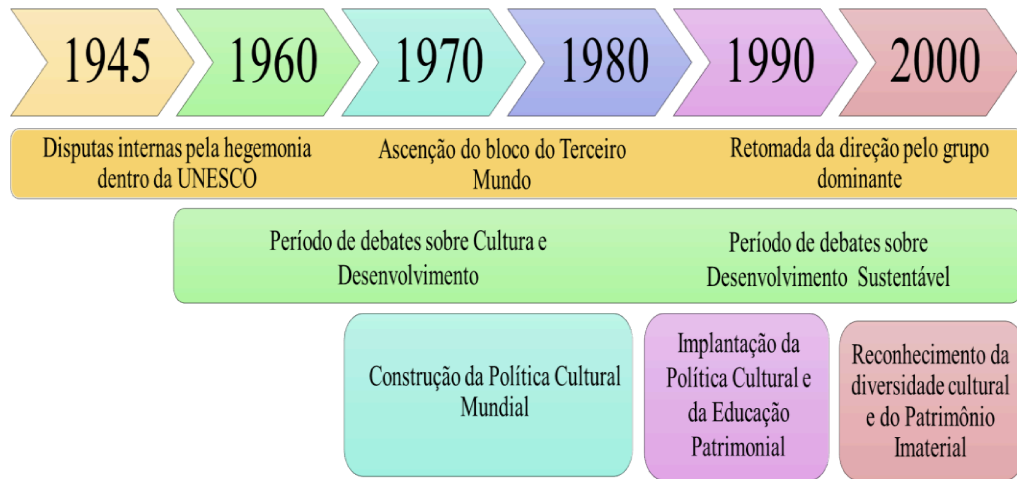 1945 1960 1970 1980 1990 2000
Disputas internas pela hegemonia
dentro da UNESCO
Ascenção do bloco do Terceiro
Mundo
Retomada da direção pelo grupo
dominante
Período de debates sobre Cultura e
Desenvolvimento
Período de debates sobre
Desenvolvimento Sustentável
Construção da Política Cultural
Mundial
Implantação da
Política Cultural e
da Educação
Patrimonial
Reconhecimento da
diversidade cultural
e do Patrimônio
Imaterial